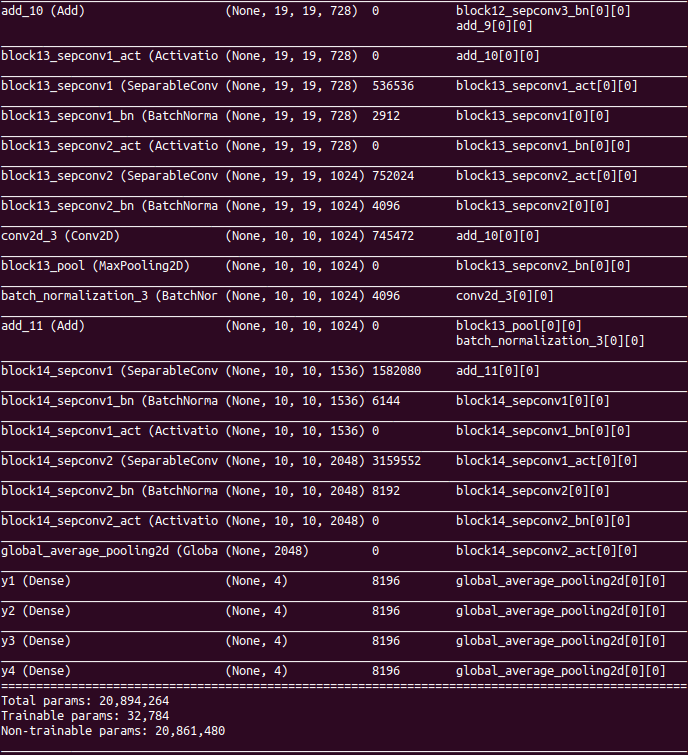 add_10 (Add) (None, 19, 19, 728) 0 block12_sepconv3_bn[0][0]
add_9[0][0]
block13_sepconv1_act (Activatio (None, 19, 19, 728) 0 add_10[0][0]
block13_sepconv1 (SeparableConv (None, 19, 19, 728) 536536 block13_sepconv1_act[0][0]
block13_sepconv1_bn (BatchNorma (None, 19, 19, 728) 2912 block13_sepconv1[0][0]
block13_sepconv2_act (Activatio (None, 19, 19, 728) 0 block13_sepconv1_bn[0][0]
block13_sepconv2 (SeparableConv (None, 19, 19, 1024) 752024 block13_sepconv2_act[0][0]
block13_sepconv2_bn (BatchNorma (None, 19, 19, 1024) 4096 block13_sepconv2[0][0]
conv2d_3 (Conv2D) (None, 10, 10, 1024) 745472 add_10[0][0]
block13_pool (MaxPooling2D) (None, 10, 10, 1024) 0 block13_sepconv2_bn[0][0]
batch_normalization_3 (BatchNor (None, 10, 10, 1024) 4096 conv2d_3[0][0]
add_11 (Add) (None, 10, 10, 1024) 0 block13_pool[0][0]
batch_normalization_3[0][0]
block14_sepconv1 (SeparableConv (None, 10, 10, 1536) 1582080 add_11[0][0]
block14_sepconv1_bn (BatchNorma (None, 10, 10, 1536) 6144 block14_sepconv1[0][0]
block14_sepconv1_act (Activatio (None, 10, 10, 1536) 0 block14_sepconv1_bn[0][0]
block14_sepconv2 (SeparableConv (None, 10, 10, 2048) 3159552 block14_sepconv1_act[0][0]
block14_sepconv2_bn (BatchNorma (None, 10, 10, 2048) 8192 block14_sepconv2[0][0]
block14_sepconv2_act (Activatio (None, 10, 10, 2048) 0 block14_sepconv2_bn[0][0]
global_average_pooling2d (Globa (None, 2048) 0 block14_sepconv2_act[0][0]
y1 (Dense) (None, 4) 8196 global_average_pooling2d[0][0]
y2 (Dense) (None, 4) 8196 global_average_pooling2d[0][0]
y3 (Dense) (None, 4) 8196 global_average_pooling2d[0][0]
y4 (Dense) (None, 4) 8196 global_average_pooling2d[0][0]
Total params: 20,894,264
Trainable params: 32,784
Non-trainable params: 20,861,480